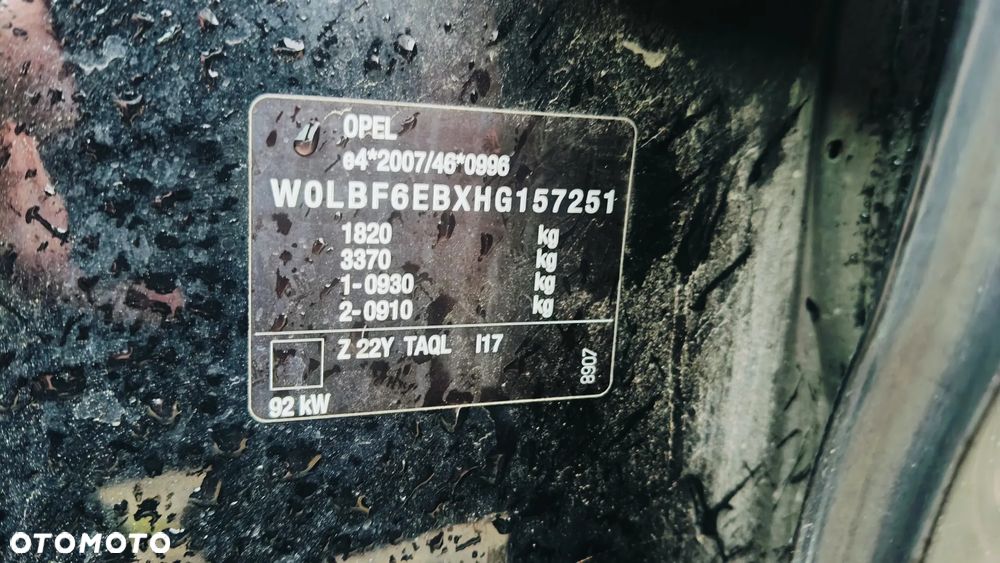 OPEL
e4*2007/46*0996
W0LBF6EBXHG157251
1820 kg
3370 kg
1-0930 kg
2-0910 kg
Z 22Y TAQL I17
8907
92 kW
OTOMOTO